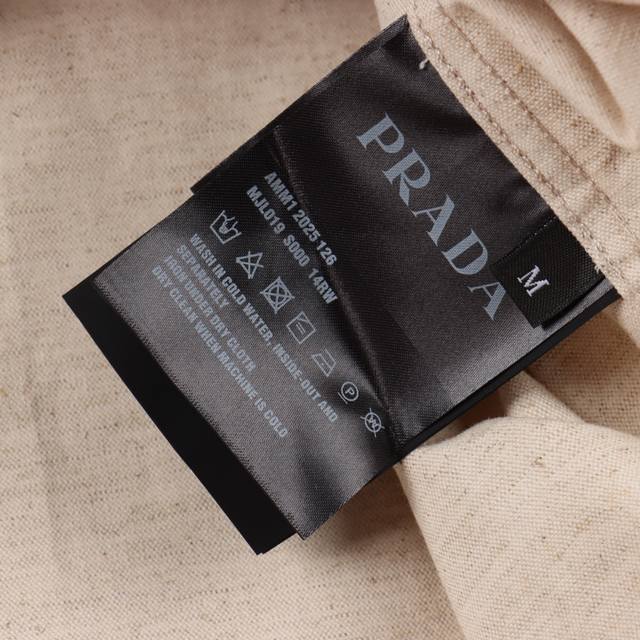 PRADA
M
AMM1 2025 126
MJL019 S000 14RW
WASH IN COLD WATER, INSIDE-OUT AND
SEPARATELY
IRON UNDER DRY CLOTH
DRY CLEAN WHEN MACHINE IS COLD
P